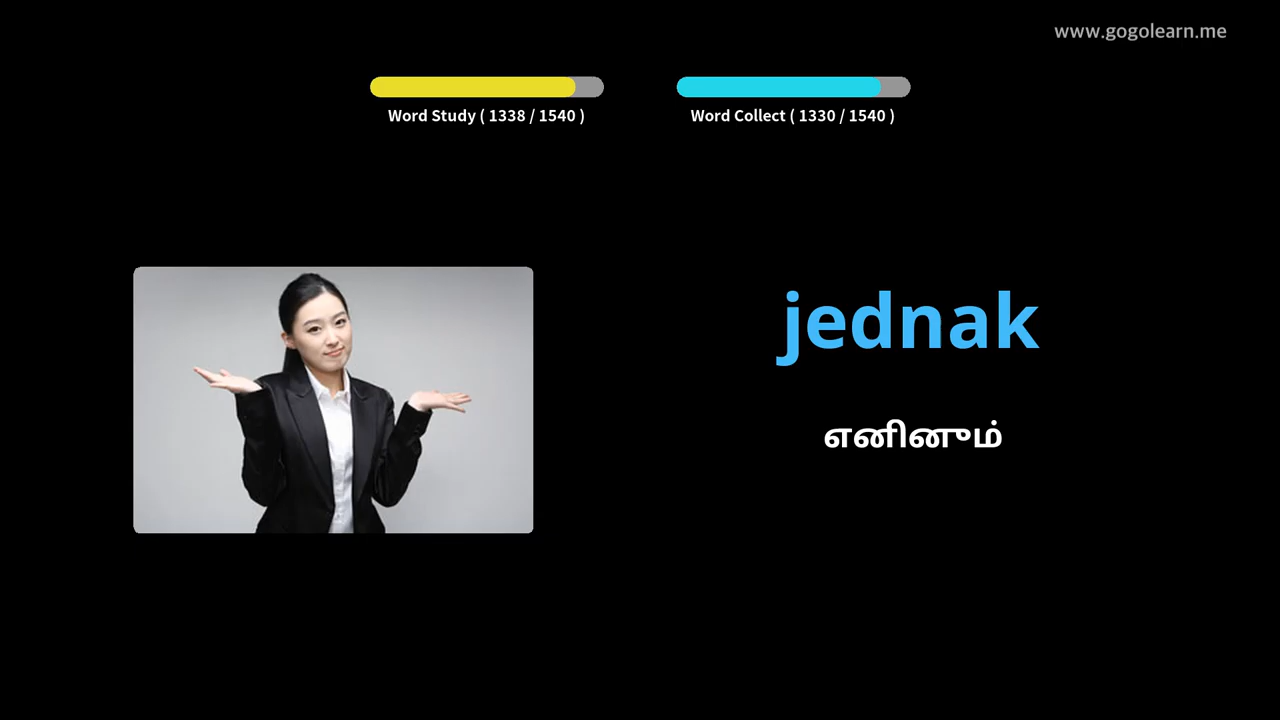 www.gogolearn.me
Word Study ( 1338 / 1540 )
Word Collect ( 1330 / 1540 )
jednak
எனினும்